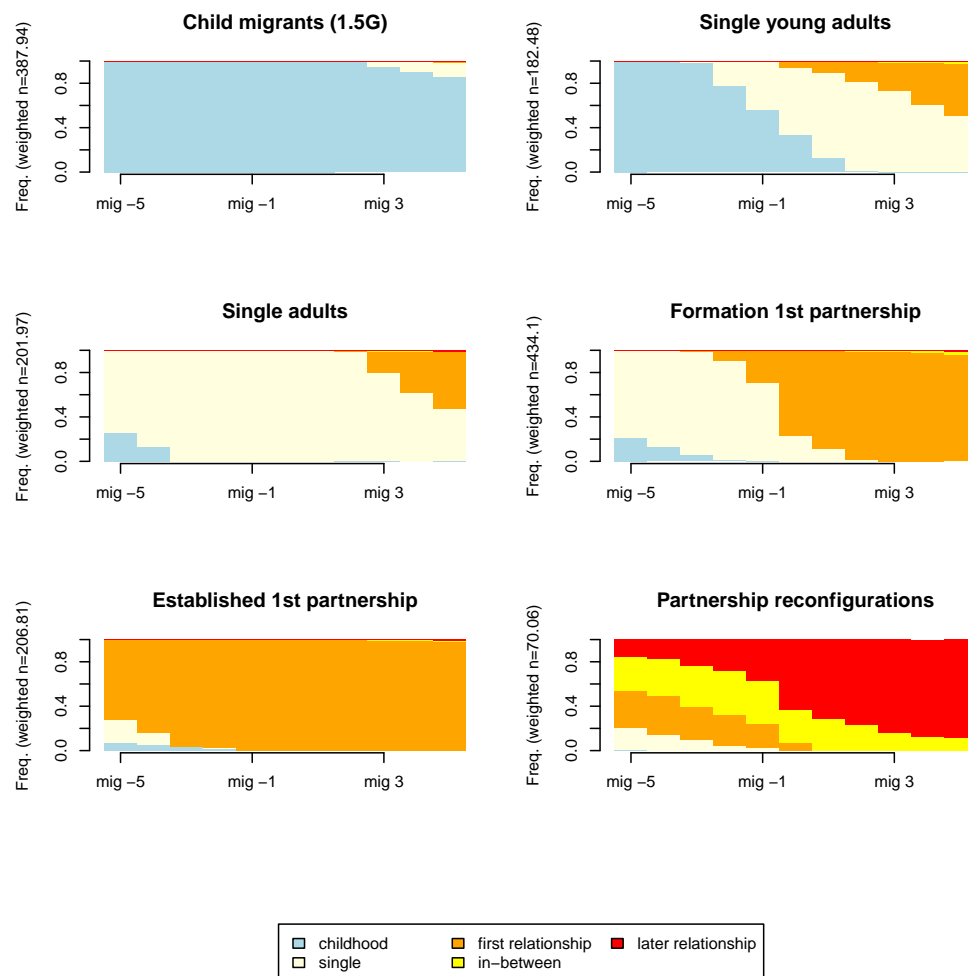 Child migrants (1.5G)
Freq. (weighted n=387.94)
0.0 0.4 0.8
mig −5 mig −1 mig 3
Single young adults
Freq. (weighted n=182.48)
0.0 0.4 0.8
mig −5 mig −1 mig 3
Single adults
Freq. (weighted n=201.97)
0.0 0.4 0.8
mig −5 mig −1 mig 3
Formation 1st partnership
Freq. (weighted n=434.1)
0.0 0.4 0.8
mig −5 mig −1 mig 3
Established 1st partnership
Freq. (weighted n=206.81)
0.0 0.4 0.8
mig −5 mig −1 mig 3
Partnership reconfigurations
Freq. (weighted n=70.06)
0.0 0.4 0.8
mig −5 mig −1 mig 3
childhood first relationship later relationship
single in−between